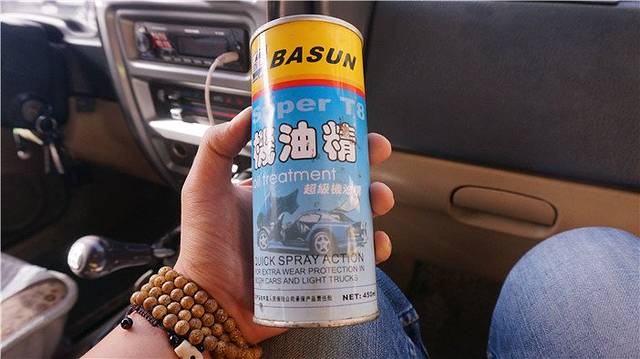 BASUN
Super T8
機油精
oil treatment
超級機油精
QUICK SPRAY ACTION
FOR EXTRA WEAR PROTECTION IN
BOTH CARS AND LIGHT TRUCKS
NET: 450ml